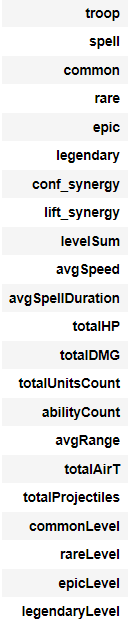 troop
spell
common
rare
epic
legendary
conf_synergy
lift_synergy
levelSum
avgSpeed
avgSpellDuration
totalHP
totalDMG
totalUnitsCount
abilityCount
avgRange
totalAirT
totalProjectiles
commonLevel
rareLevel
epicLevel
legendaryLevel